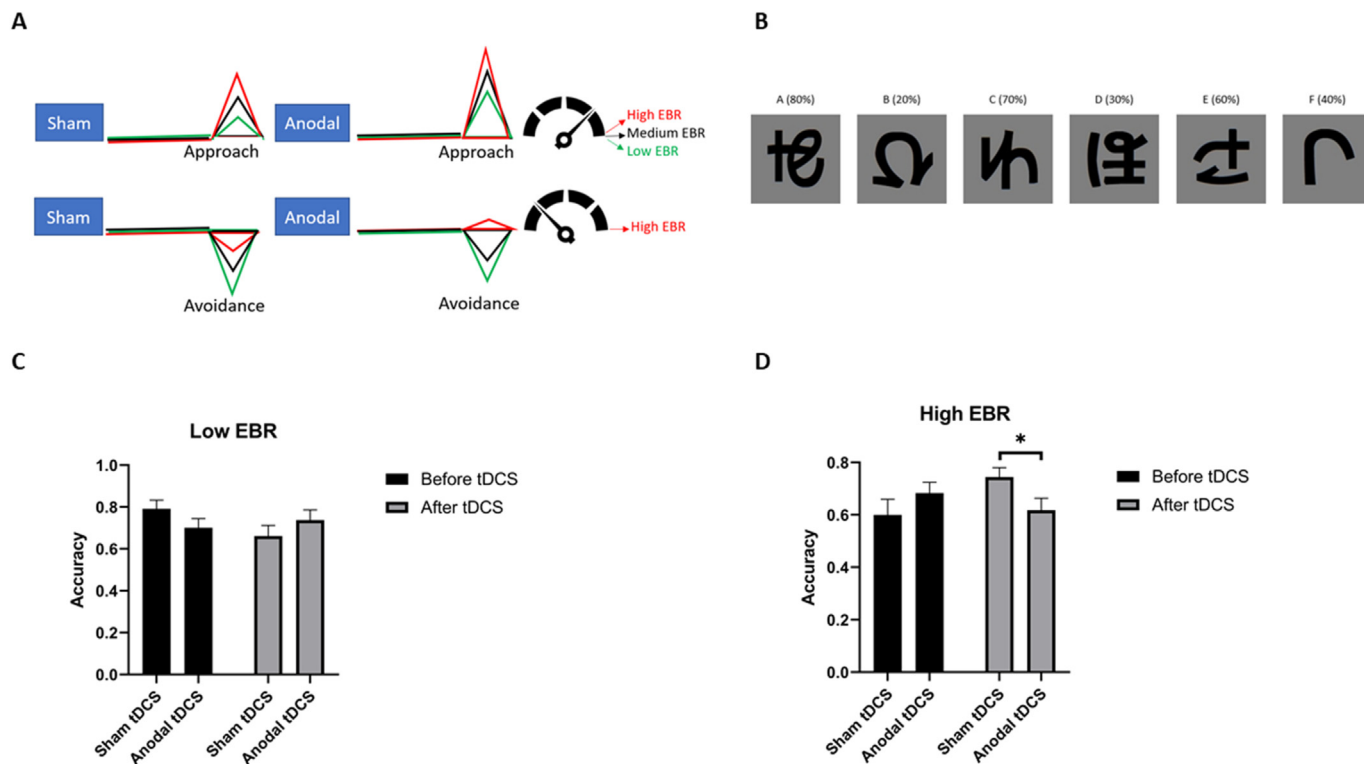 A
Sham
Approach
Anodal
Approach
High EBR
Medium EBR
Low EBR
Sham
Avoidance
Anodal
Avoidance
High EBR
B
A (80%) B (20%) C (70%) D (30%) E (60%) F (40%)
C
Low EBR
Accuracy
1.0
0.8
0.6
0.4
0.2
0.0
Sham tDCS
Anodal tDCS
Sham tDCS
Anodal tDCS
Before tDCS
After tDCS
D
High EBR
*
Accuracy
0.8
0.6
0.4
0.2
0.0
Sham tDCS
Anodal tDCS
Sham tDCS
Anodal tDCS
Before tDCS
After tDCS